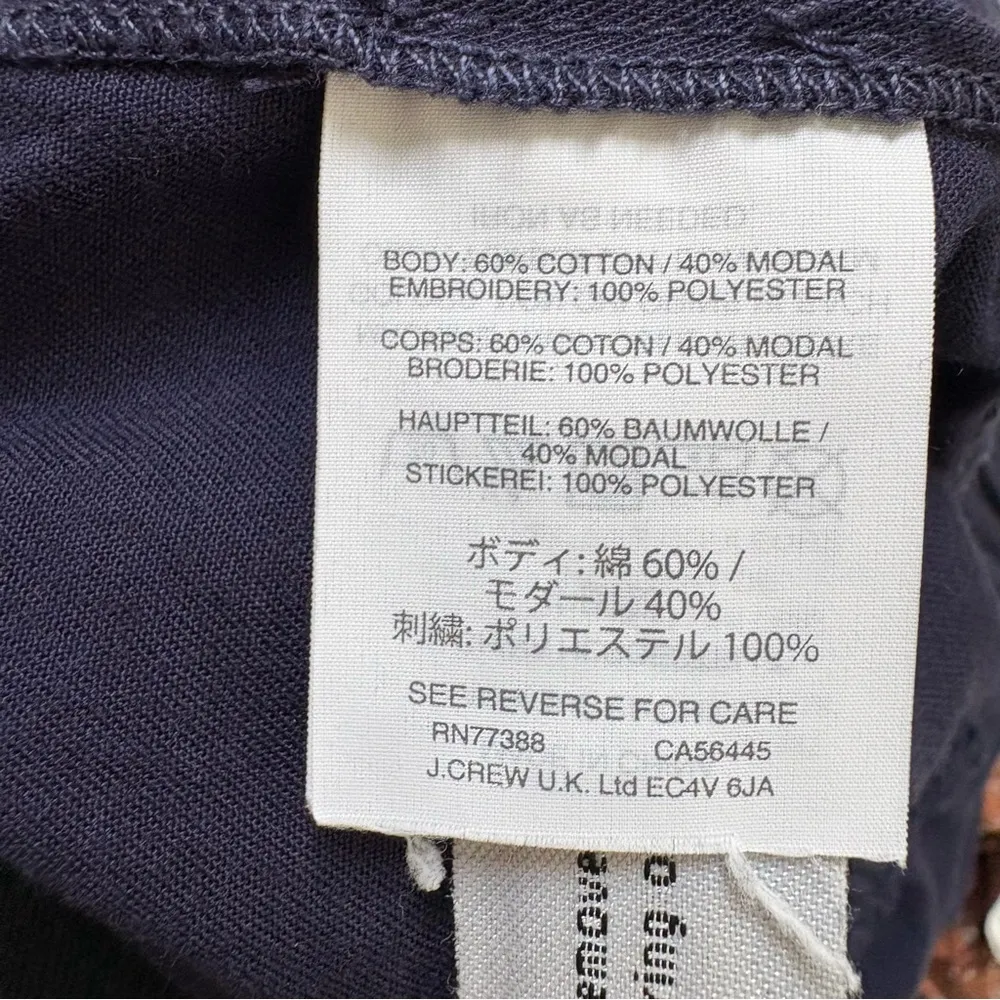 BODY: 60% COTTON / 40% MODAL
EMBROIDERY: 100% POLYESTER
CORPS: 60% COTON / 40% MODAL
BRODERIE: 100% POLYESTER
HAUPTTEIL: 60% BAUMWOLLE /
40% MODAL
STICKEREI: 100% POLYESTER
ボディ: 綿 60% /
モダール 40%
刺繍: ポリエステル 100%
SEE REVERSE FOR CARE
RN77388 CA56445
J.CREW U.K. Ltd EC4V 6JA